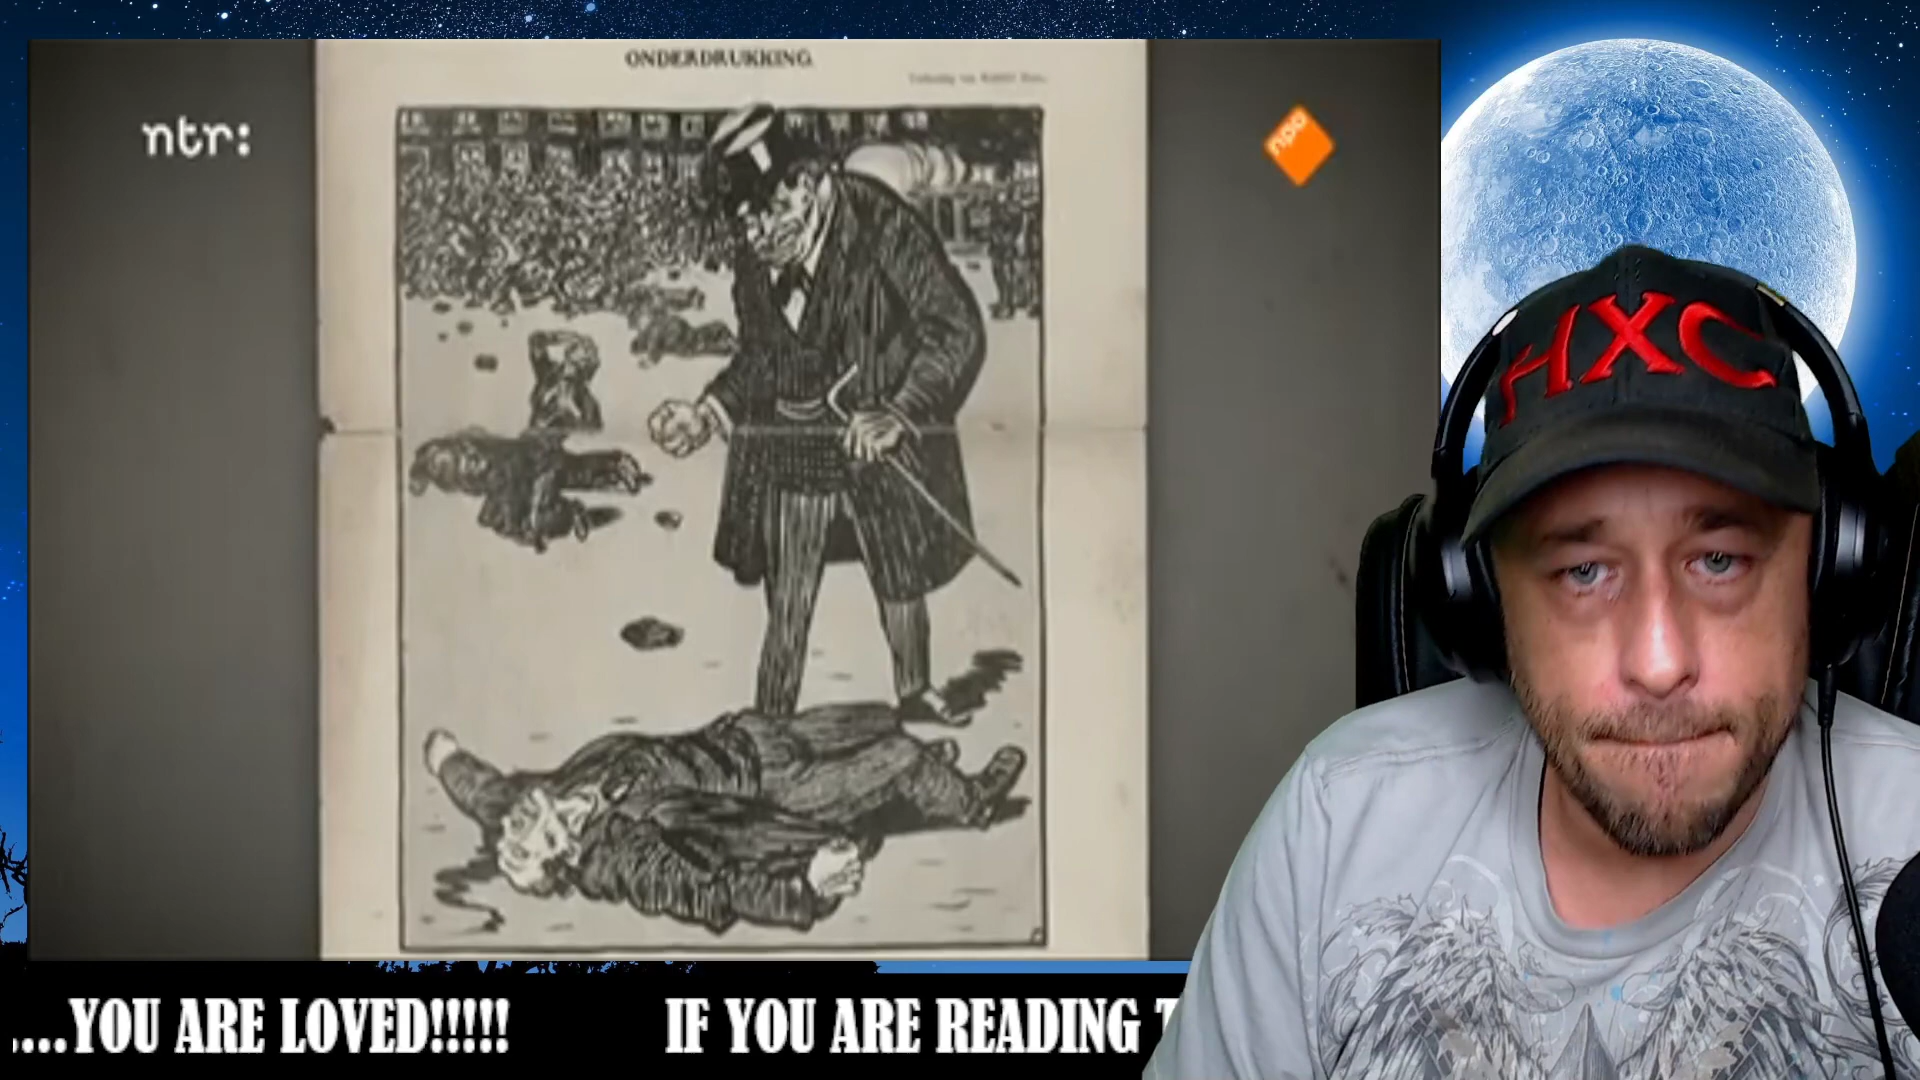 ONDERDRUKKING
ntr:
npo
HXC
....YOU ARE LOVED!!!!!
IF YOU ARE READING T